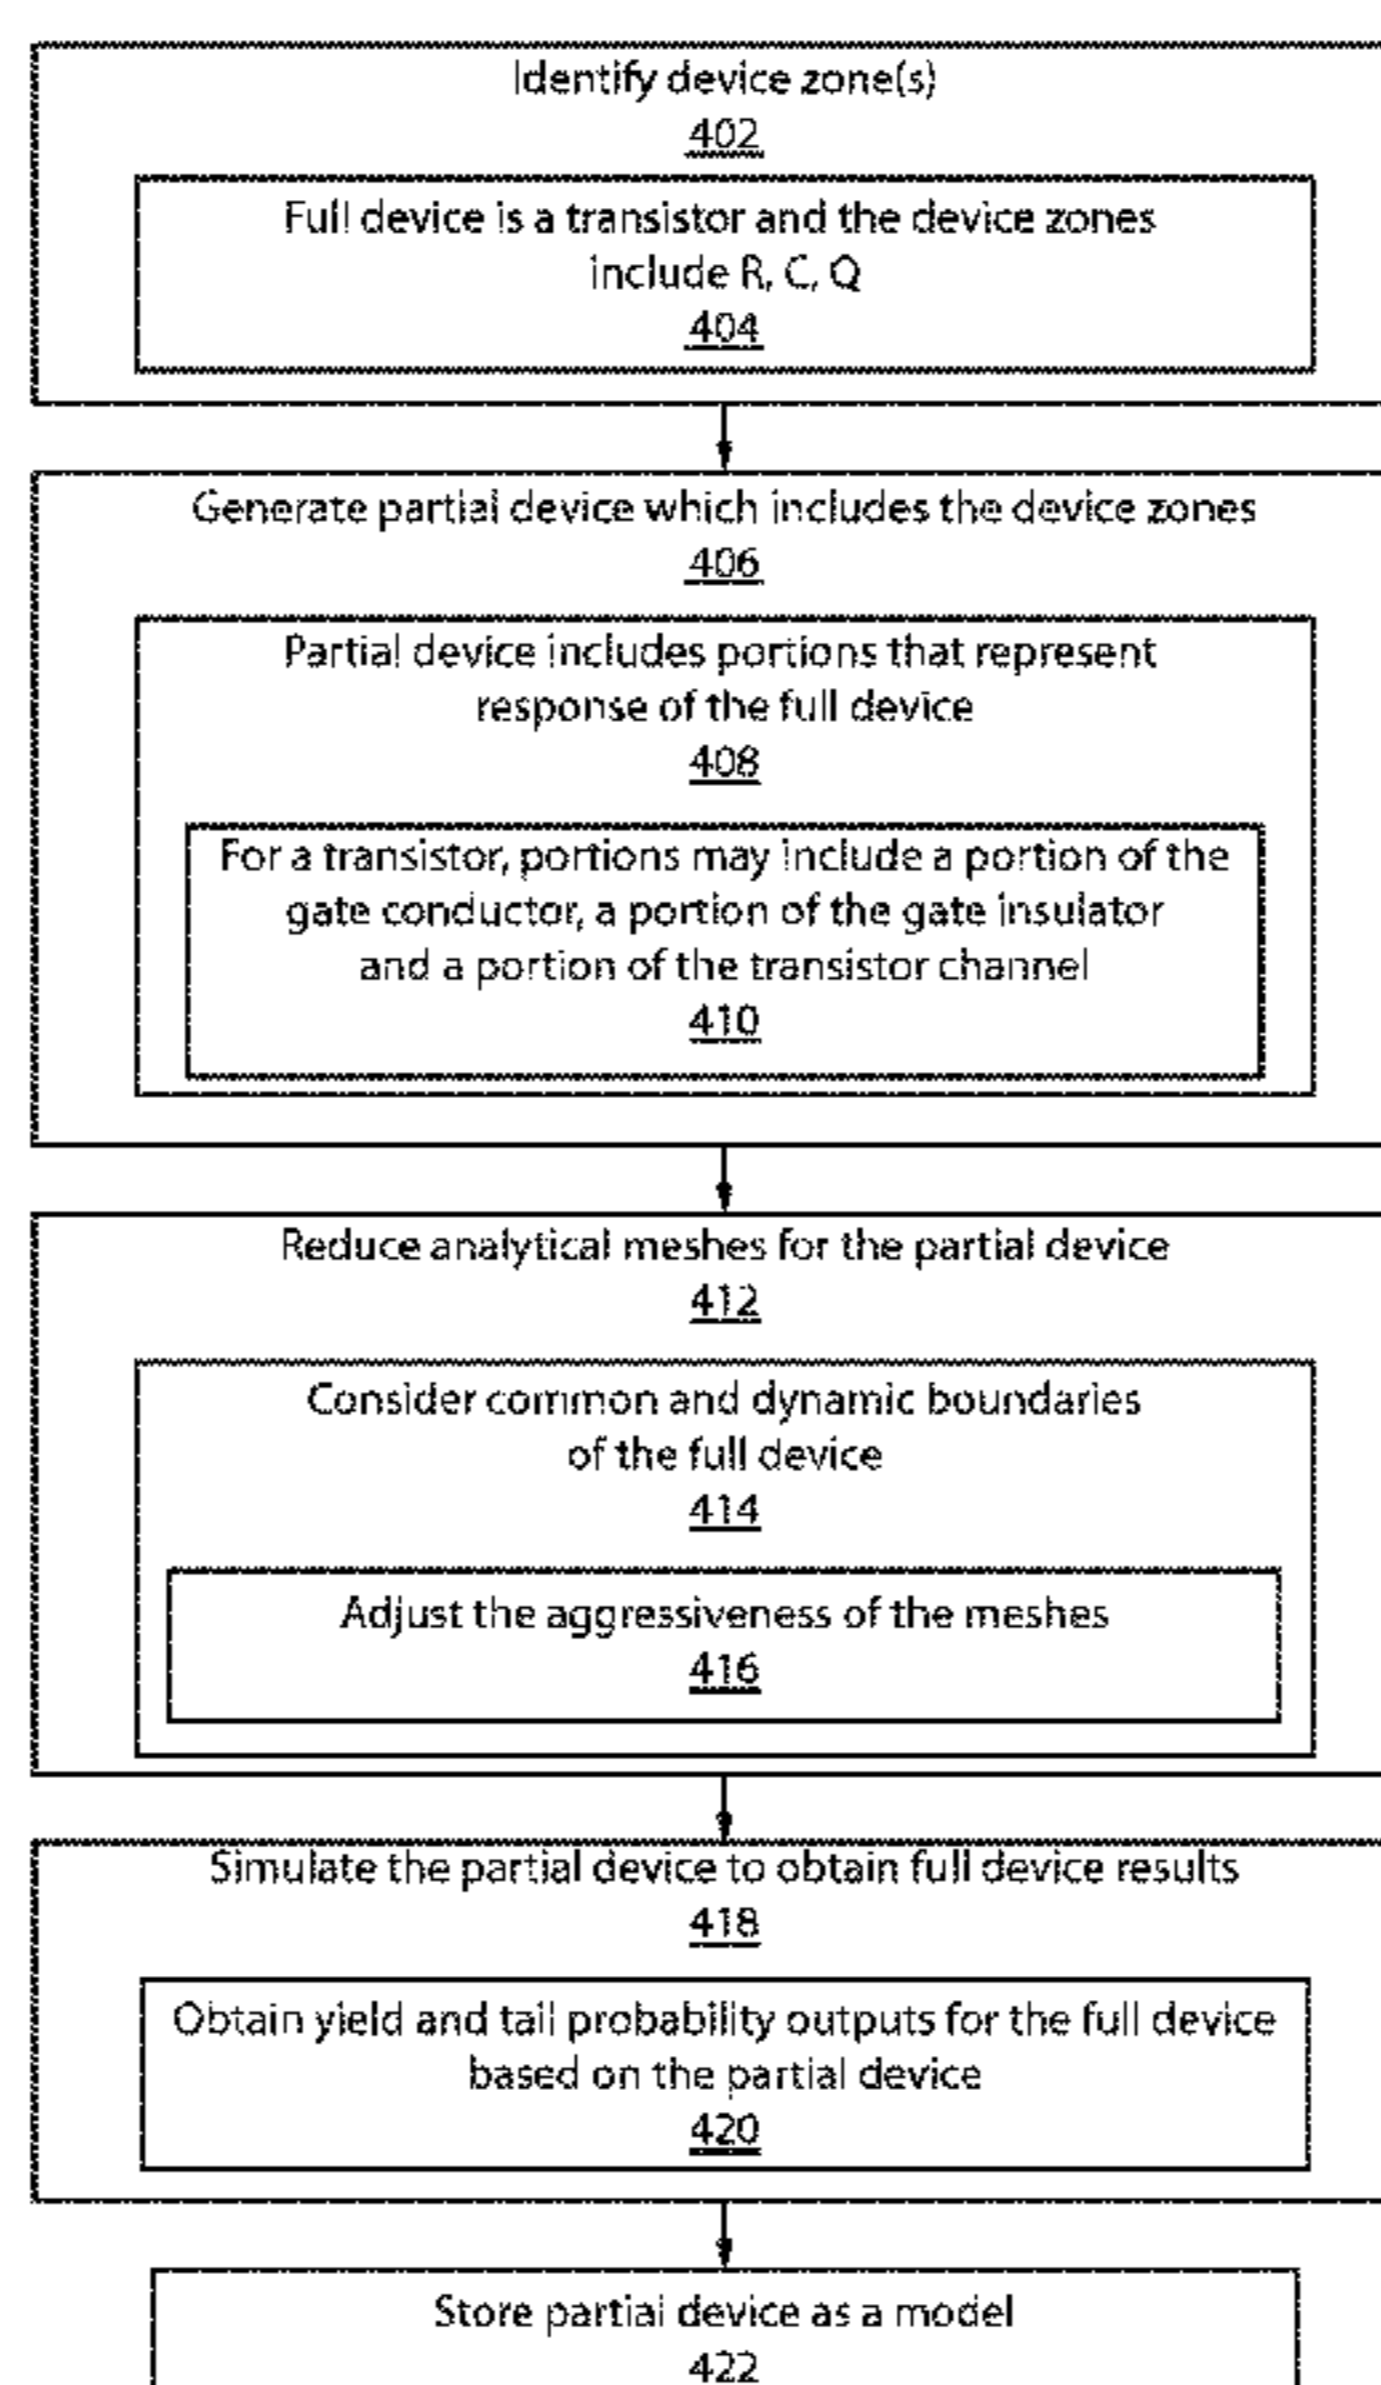 Identify device zone(s)
402
Full device is a transistor and the device zones
include R, C, Q
404
Generate partial device which includes the device zones
406
Partial device includes portions that represent
response of the full device
408
For a transistor, portions may include a portion of the
gate conductor, a portion of the gate insulator
and a portion of the transistor channel
410
Reduce analytical meshes for the partial device
412
Consider common and dynamic boundaries
of the full device
414
Adjust the aggressiveness of the meshes
416
Simulate the partial device to obtain full device results
418
Obtain yield and tail probability outputs for the full device
based on the partial device
420
Store partial device as a model
422